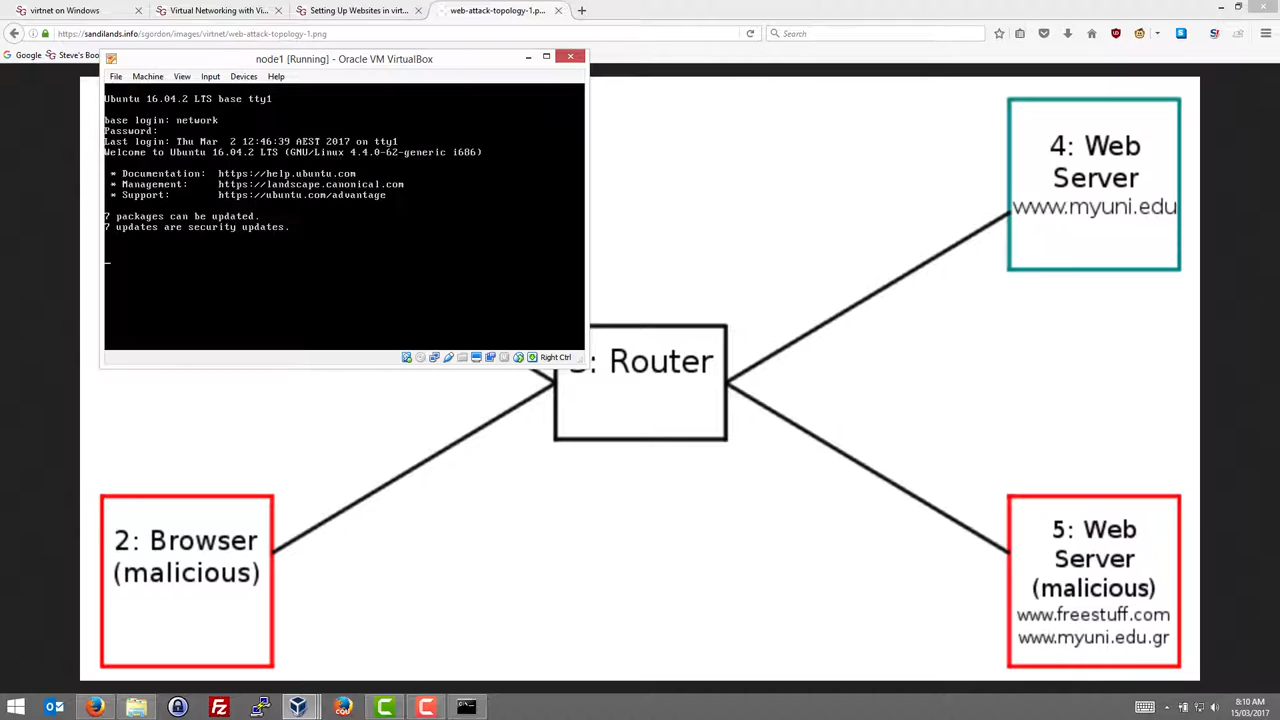 virtnet on Windows
Virtual Networking with Vi...
Setting Up Websites in virt...
web-attack-topology-1.p...
https://sandilands.info/sgordon/images/virtnet/web-attack-topology-1.png
Search
Google
Steve's Boo
node1 [Running] - Oracle VM VirtualBox
File Machine View Input Devices Help
Ubuntu 16.04.2 LTS base tty1
base login: network
Password:
Last login: Thu Mar  2 12:46:39 AEST 2017 on tty1
Welcome to Ubuntu 16.04.2 LTS (GNU/Linux 4.4.0-62-generic i686)
* Documentation:  https://help.ubuntu.com
* Management:     https://landscape.canonical.com
* Support:        https://ubuntu.com/advantage
7 packages can be updated.
7 updates are security updates.
Right Ctrl
4: Web
Server
www.myuni.edu
: Router
2: Browser
(malicious)
5: Web
Server
(malicious)
www.freestuff.com
www.myuni.edu.gr
8:10 AM
15/03/2017